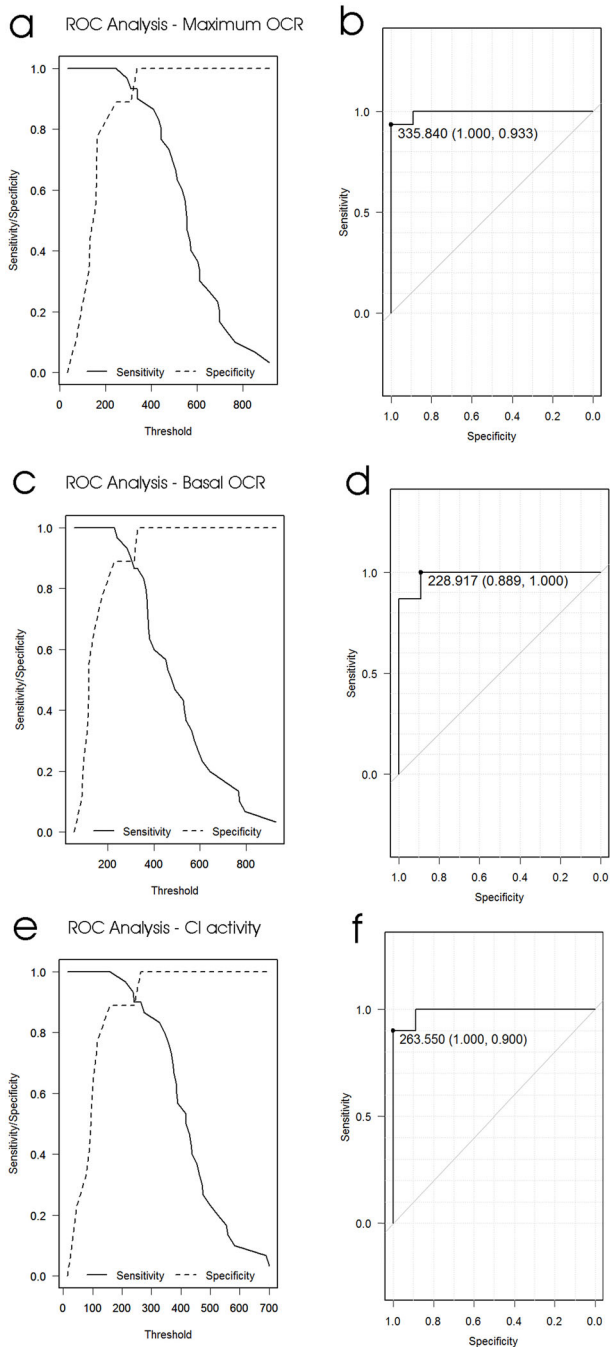 a ROC Analysis - Maximum OCR
1.0
0.8
0.6
0.4
0.2
0.0
Sensitivity/Specificity
Sensitivity Specificity
0 200 400 600 800
Threshold
b
1.0
0.5
0.0
Sensitivity
335.840 (1.000, 0.933)
1.0 0.8 0.6 0.4 0.2 0.0
Specificity
c ROC Analysis - Basal OCR
1.0
0.8
0.6
0.4
0.2
0.0
Sensitivity/Specificity
Sensitivity Specificity
200 400 600 800
Threshold
d
1.0
0.5
0.0
Sensitivity
228.917 (0.889, 1.000)
1.0 0.8 0.6 0.4 0.2 0.0
Specificity
e ROC Analysis - CI activity
1.0
0.8
0.6
0.4
0.2
0.0
Sensitivity/Specificity
Sensitivity Specificity
0 100 200 300 400 500 600 700
Threshold
f
1.0
0.5
0.0
Sensitivity
263.550 (1.000, 0.900)
1.0 0.8 0.6 0.4 0.2 0.0
Specificity